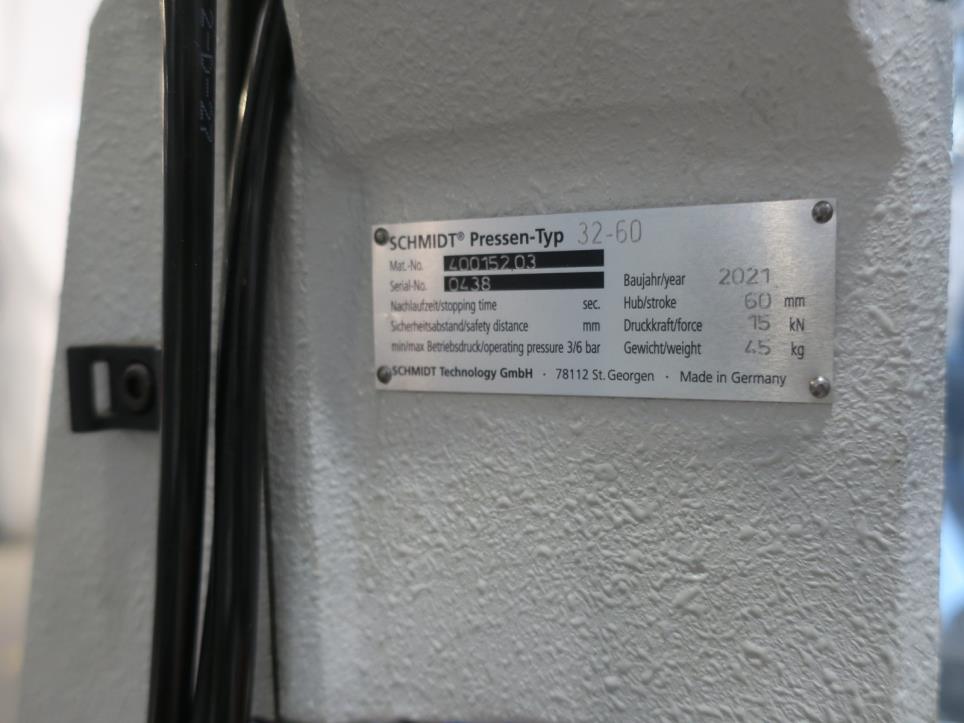 SCHMIDT® Pressen-Typ 32-60
Mat.-No. 400152.03
Serial-No. 0438
Nachlaufzeit/stopping time sec.
Sicherheitsabstand/safety distance mm
min/max Betriebsdruck/operating pressure 3/6 bar
Baujahr/year 2021
Hub/stroke 60 mm
Druckkraft/force 15 kN
Gewicht/weight 45 kg
SCHMIDT Technology GmbH · 78112 St. Georgen · Made in Germany